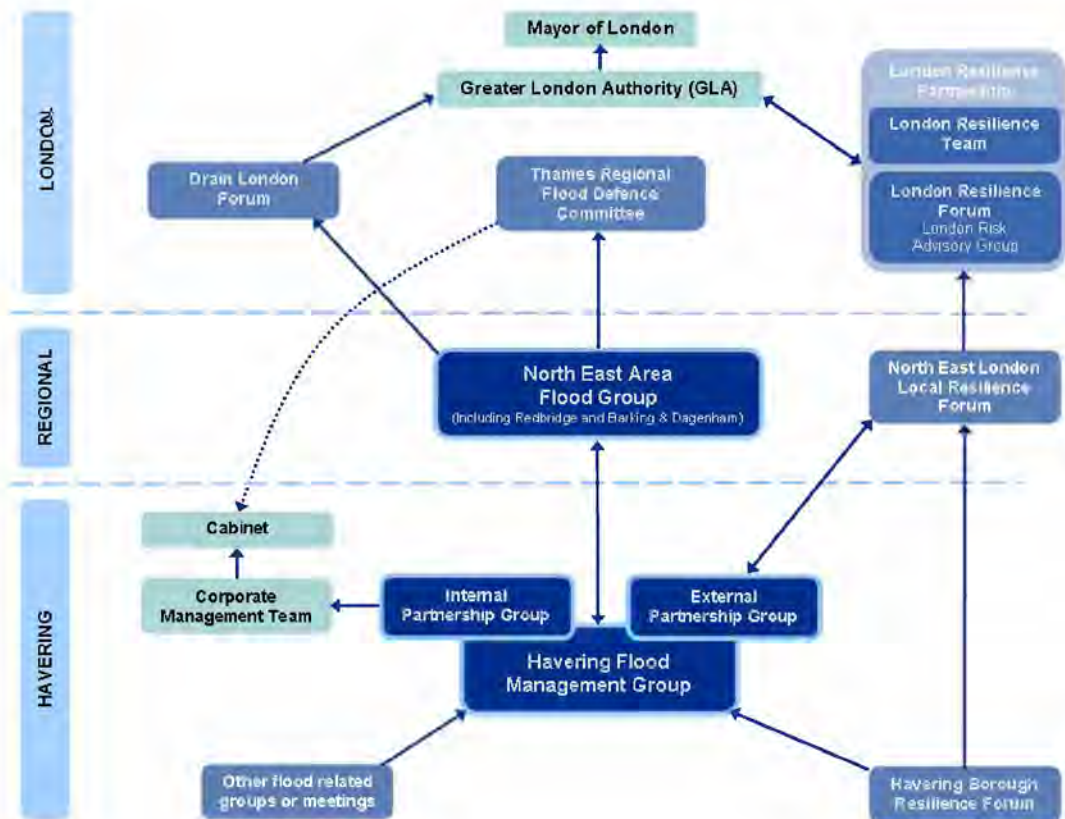 LONDON
Mayor of London
Greater London Authority (GLA)
London Resilience
Partnership
London Resilience
Team
London Resilience
Forum
London Risk
Advisory Group
Drain London
Forum
Thames Regional
Flood Defence
Committee
REGIONAL
North East Area
Flood Group
(Including Redbridge and Barking & Dagenham)
North East London
Local Resilience
Forum
HAVERING
Cabinet
Corporate
Management Team
Internal
Partnership Group
External
Partnership Group
Havering Flood
Management Group
Other flood related
groups or meetings
Havering Borough
Resilience Forum